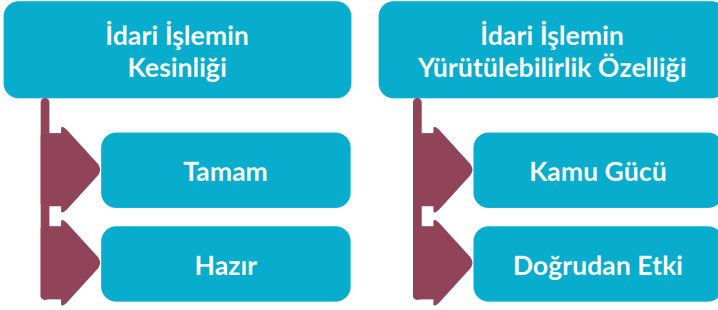 İdari İşlemin
Kesinliği
Tamam
Hazır
İdari İşlemin
Yürütülebilirlik Özelliği
Kamu Gücü
Doğrudan Etki